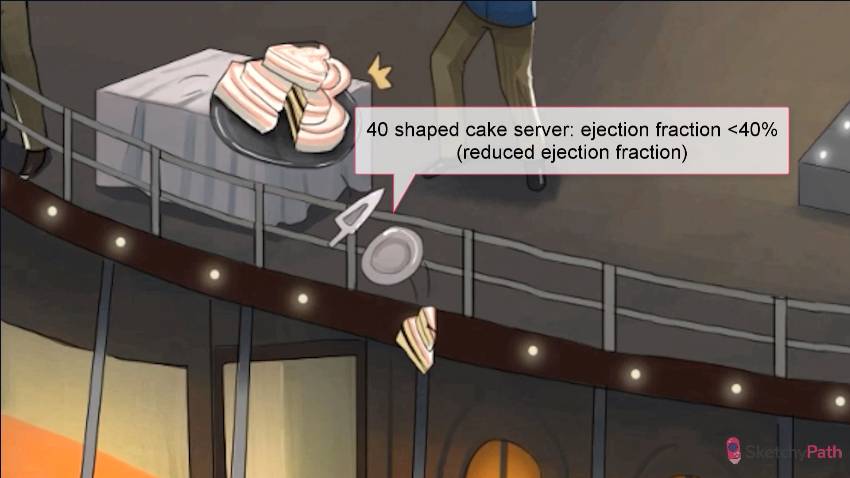 40 shaped cake server: ejection fraction <40%
(reduced ejection fraction)
SketchyPath